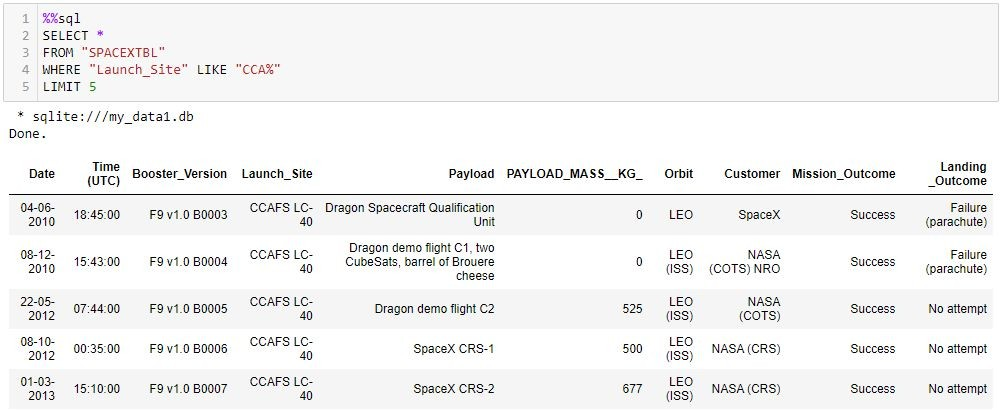 1 %%sql
2 SELECT *
3 FROM "SPACEXTBL"
4 WHERE "Launch_Site" LIKE "CCA%"
5 LIMIT 5
* sqlite:///my_data1.db
Done.
Date Time (UTC) Booster_Version Launch_Site Payload PAYLOAD_MASS__KG_ Orbit Customer Mission_Outcome Landing _Outcome
04-06-2010 18:45:00 F9 v1.0 B0003 CCAFS LC-40 Dragon Spacecraft Qualification Unit 0 LEO SpaceX Success Failure (parachute)
08-12-2010 15:43:00 F9 v1.0 B0004 CCAFS LC-40 Dragon demo flight C1, two CubeSats, barrel of Brouere cheese 0 LEO (ISS) NASA (COTS) NRO Success Failure (parachute)
22-05-2012 07:44:00 F9 v1.0 B0005 CCAFS LC-40 Dragon demo flight C2 525 LEO (ISS) NASA (COTS) Success No attempt
08-10-2012 00:35:00 F9 v1.0 B0006 CCAFS LC-40 SpaceX CRS-1 500 LEO (ISS) NASA (CRS) Success No attempt
01-03-2013 15:10:00 F9 v1.0 B0007 CCAFS LC-40 SpaceX CRS-2 677 LEO (ISS) NASA (CRS) Success No attempt